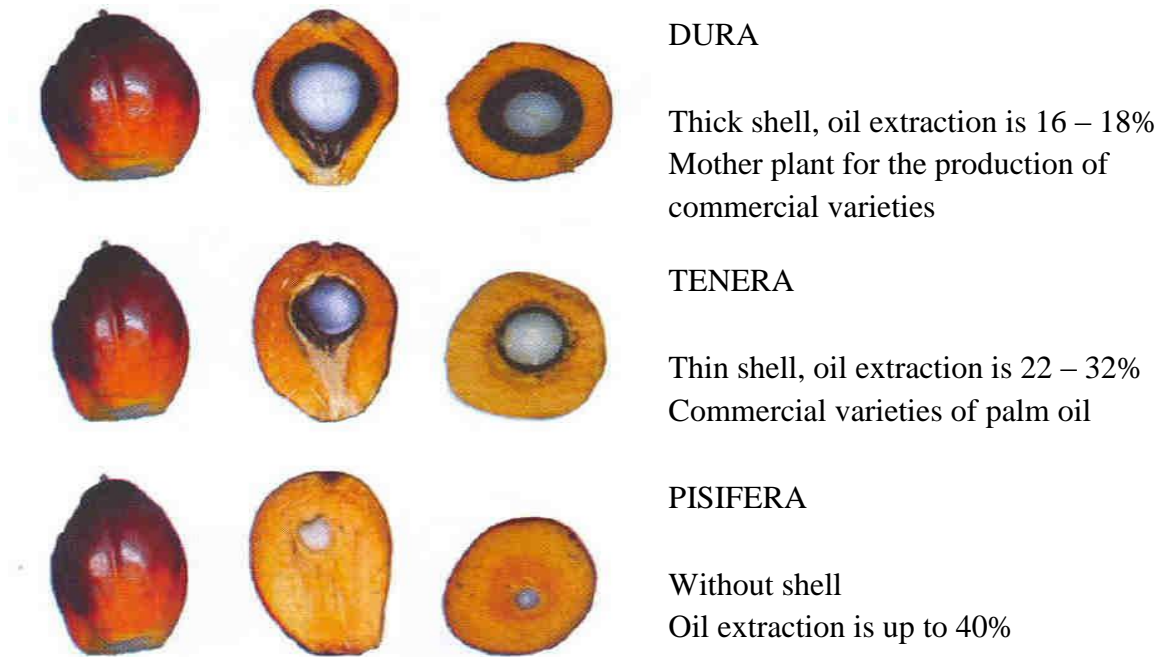 DURA
Thick shell, oil extraction is 16 – 18%
Mother plant for the production of
commercial varieties
TENERA
Thin shell, oil extraction is 22 – 32%
Commercial varieties of palm oil
PISIFERA
Without shell
Oil extraction is up to 40%